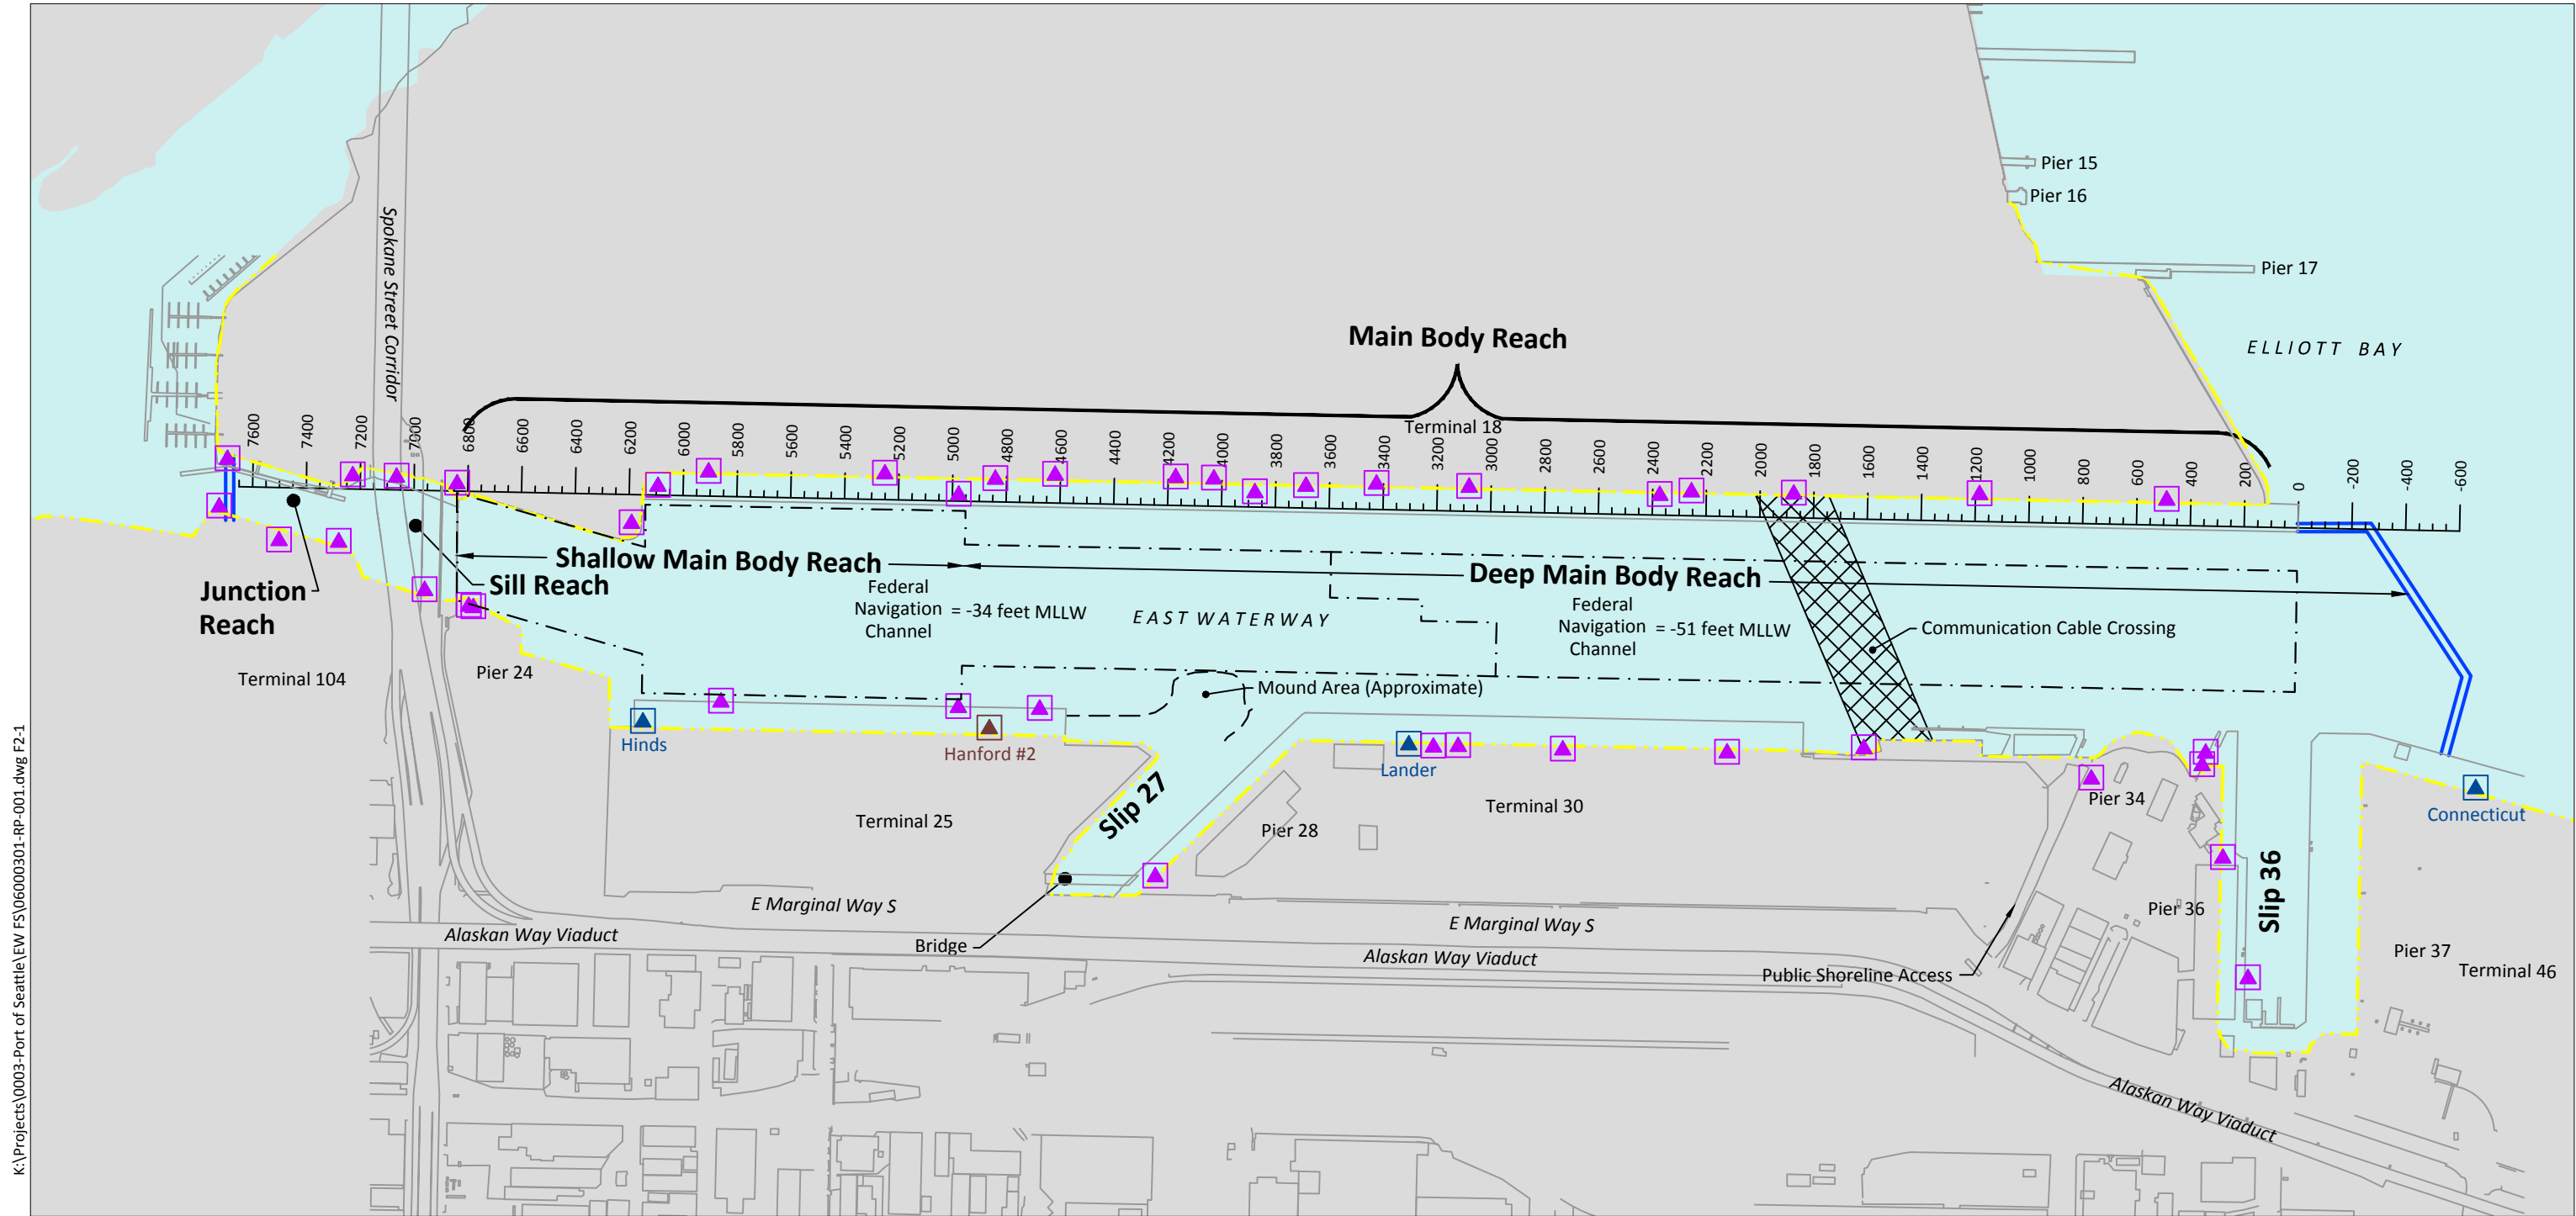 Pier 15
Pier 16
Pier 17
ELLIOTT BAY
Spokane Street Corridor
Main Body Reach
Terminal 18
7600
7400
7200
7000
6800
6600
6400
6200
6000
5800
5600
5400
5200
5000
4800
4600
4400
4200
4000
3800
3600
3400
3200
3000
2800
2600
2400
2200
2000
1800
1600
1400
1200
1000
800
600
400
200
0
-200
-400
-600
Shallow Main Body Reach
Deep Main Body Reach
Sill Reach
Junction
Reach
Federal
Navigation = -34 feet MLLW
Channel
EAST WATERWAY
Federal
Navigation = -51 feet MLLW
Channel
Communication Cable Crossing
Mound Area (Approximate)
Terminal 104
Pier 24
Hinds
Hanford #2
Lander
Connecticut
Terminal 25
Slip 27
Pier 28
Terminal 30
Pier 34
Pier 36
Slip 36
Pier 37
Terminal 46
E Marginal Way S
E Marginal Way S
Bridge
Alaskan Way Viaduct
Alaskan Way Viaduct
Public Shoreline Access
Alaskan Way Viaduct
K:\Projects\0003-Port of Seattle\EW FS\060003​01-RP-001.dwg F2-1